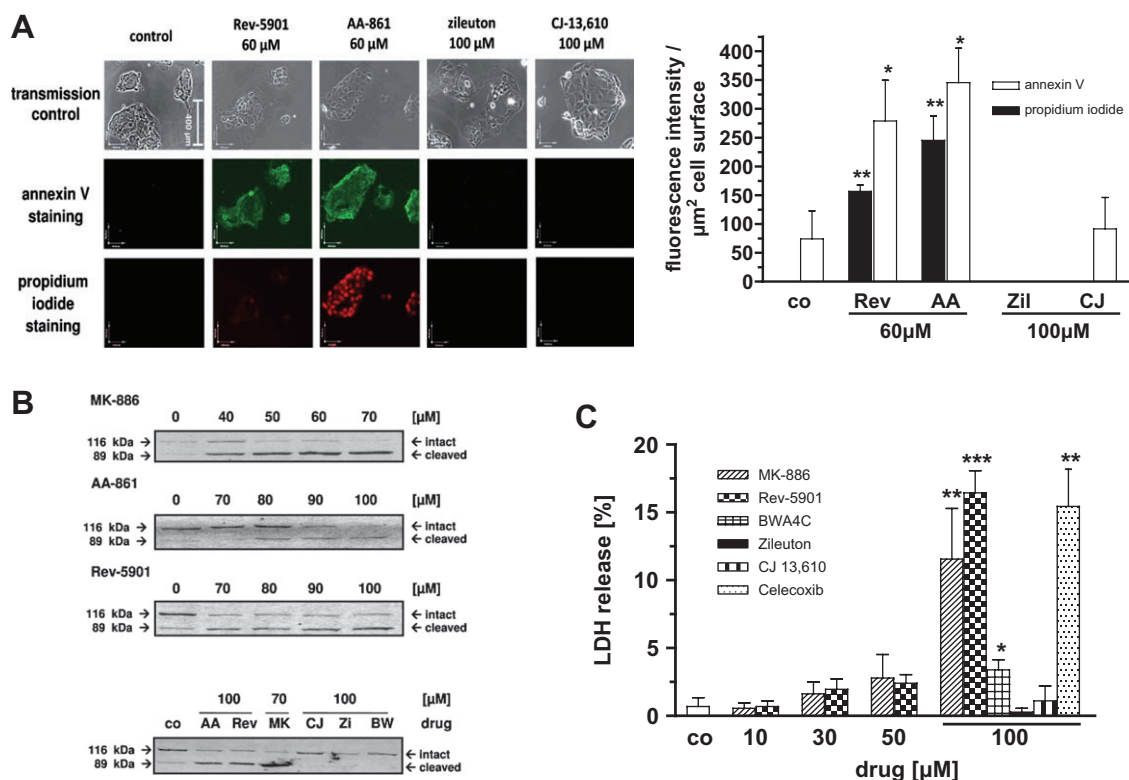 A
control
Rev-5901
60 µM
AA-861
60 µM
zileuton
100 µM
CJ-13,610
100 µM
transmission
control
400 µm
annexin V
staining
propidium
iodide
staining
fluorescence intensity /
µm² cell surface
400
350
300
250
200
150
100
50
0
** * ** *
annexin V
propidium iodide
co Rev AA Zil CJ
60µM 100µM
B
MK-886
0 40 50 60 70 [µM]
116 kDa → ← intact
89 kDa → ← cleaved
AA-861
0 70 80 90 100 [µM]
116 kDa → ← intact
89 kDa → ← cleaved
Rev-5901
0 70 80 90 100 [µM]
116 kDa → ← intact
89 kDa → ← cleaved
100 70 100 [µM]
co AA Rev MK CJ Zi BW drug
116 kDa → ← intact
89 kDa → ← cleaved
C
LDH release [%]
20
15
10
5
0
MK-886
Rev-5901
BWA4C
Zileuton
CJ 13,610
Celecoxib
** *** * **
co 10 30 50 100
drug [µM]